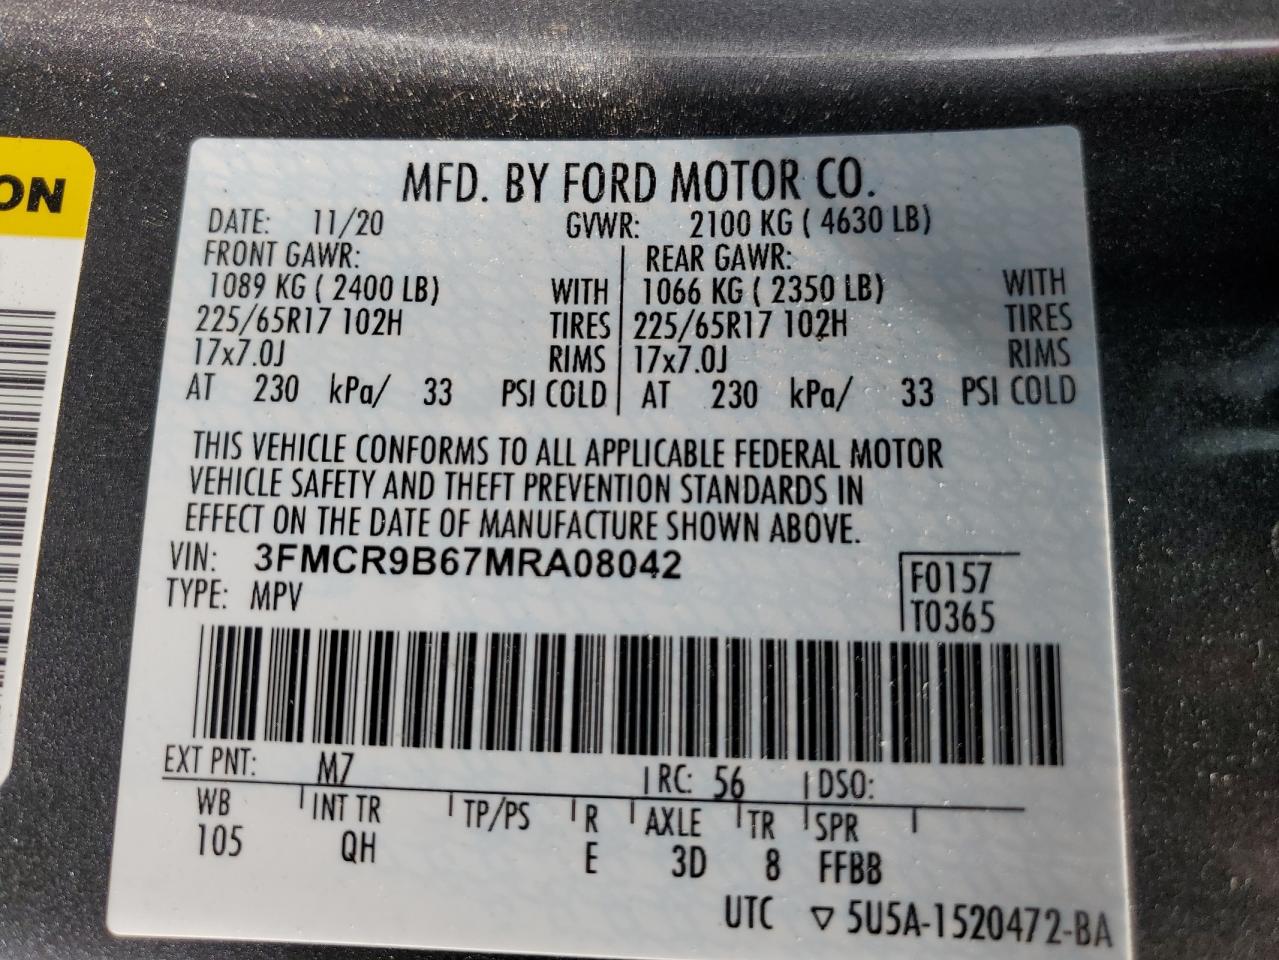 ON
MFD. BY FORD MOTOR CO.
DATE: 11/20 GVWR: 2100 KG ( 4630 LB)
FRONT GAWR: REAR GAWR:
1089 KG ( 2400 LB) WITH 1066 KG ( 2350 LB) WITH
225/65R17 102H TIRES 225/65R17 102H TIRES
17x7.0J RIMS 17x7.0J RIMS
AT 230 kPa/ 33 PSI COLD AT 230 kPa/ 33 PSI COLD
THIS VEHICLE CONFORMS TO ALL APPLICABLE FEDERAL MOTOR
VEHICLE SAFETY AND THEFT PREVENTION STANDARDS IN
EFFECT ON THE DATE OF MANUFACTURE SHOWN ABOVE.
VIN: 3FMCR9B67MRA08042
TYPE: MPV
F0157
T0365
EXT PNT: M7 RC: 56 DSO:
WB INT TR TP/PS R AXLE TR SPR
105 QH E 3D 8 FFBB
UTC ▽ 5U5A-1520472-BA